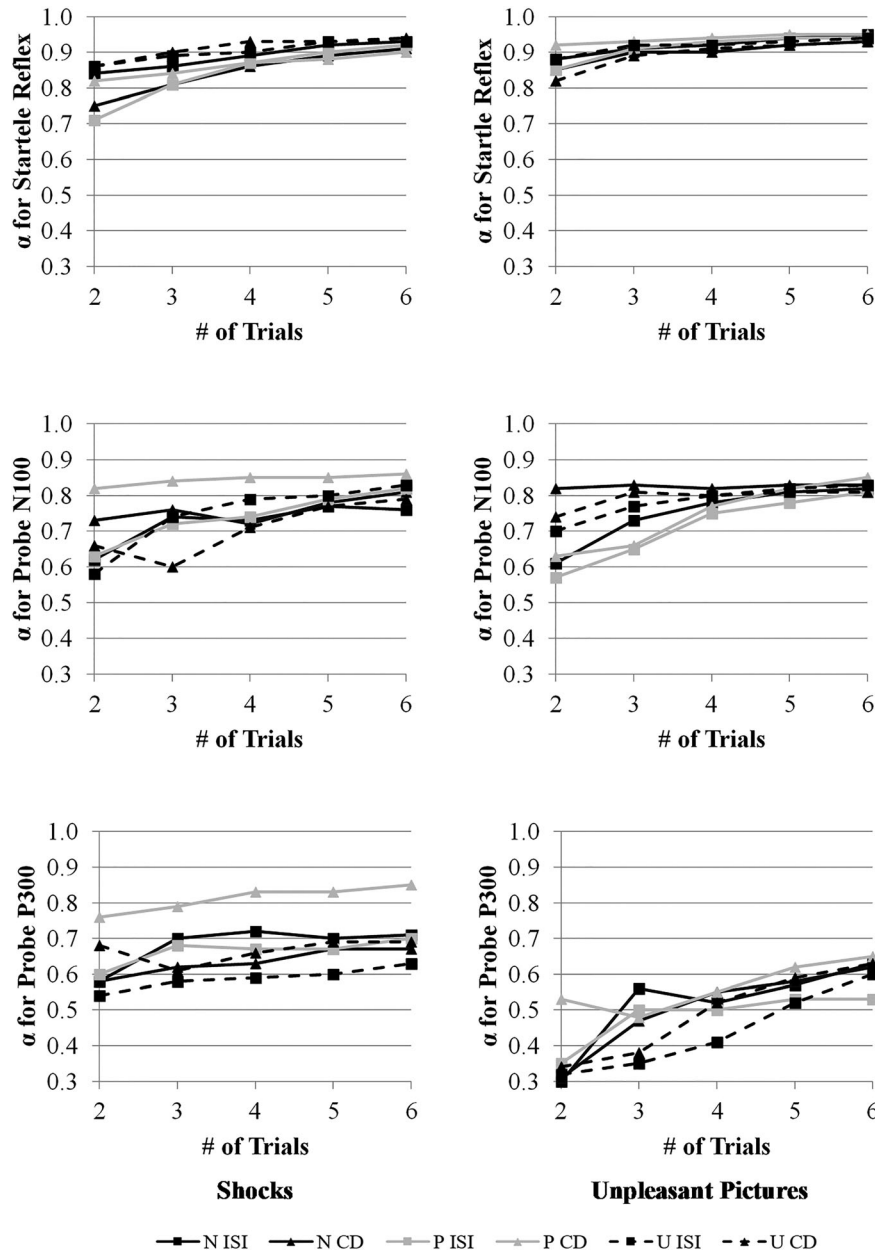 1.0
0.9
0.8
0.7
0.6
0.5
0.4
0.3
α for Startele Reflex
2 3 4 5 6
# of Trials
1.0
0.9
0.8
0.7
0.6
0.5
0.4
0.3
α for Startle Reflex
2 3 4 5 6
# of Trials
1.0
0.9
0.8
0.7
0.6
0.5
0.4
0.3
α for Probe N100
2 3 4 5 6
# of Trials
1.0
0.9
0.8
0.7
0.6
0.5
0.4
0.3
α for Probe N100
2 3 4 5 6
# of Trials
1.0
0.9
0.8
0.7
0.6
0.5
0.4
0.3
α for Probe P300
2 3 4 5 6
# of Trials
Shocks
1.0
0.9
0.8
0.7
0.6
0.5
0.4
0.3
α for Probe P300
2 3 4 5 6
# of Trials
Unpleasant Pictures
N ISI N CD P ISI P CD U ISI U CD